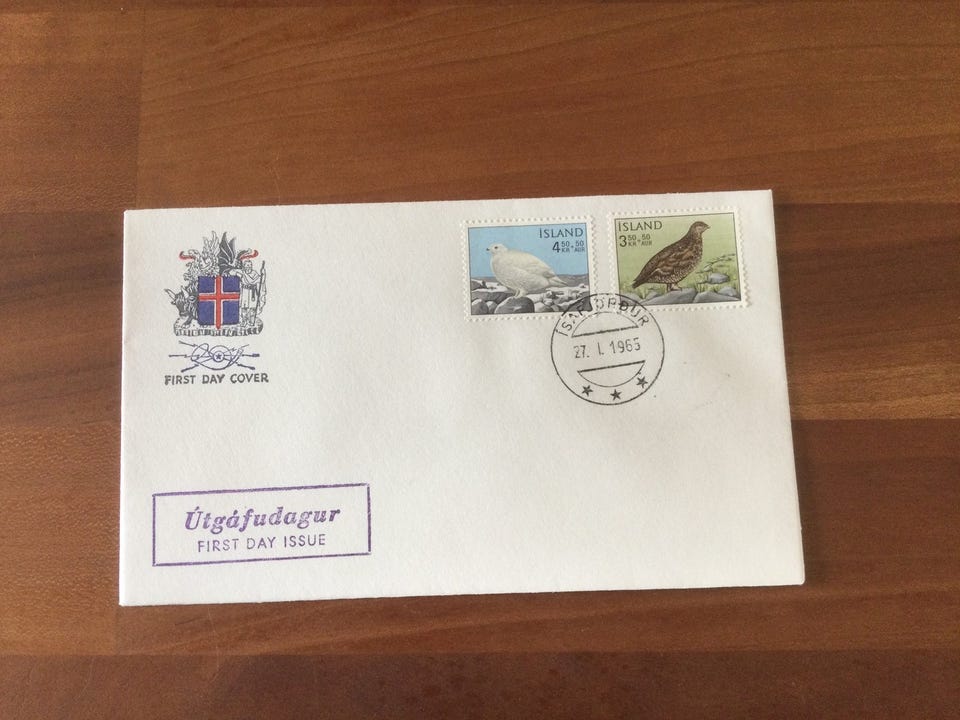 ÍSLAND
4 50 50
KR + AUR
ÍSLAND
3 50 50
KR + AUR
ÍSAFJÖRÐUR
27. I. 1965
FIRST DAY COVER
Útgáfudagur
FIRST DAY ISSUE